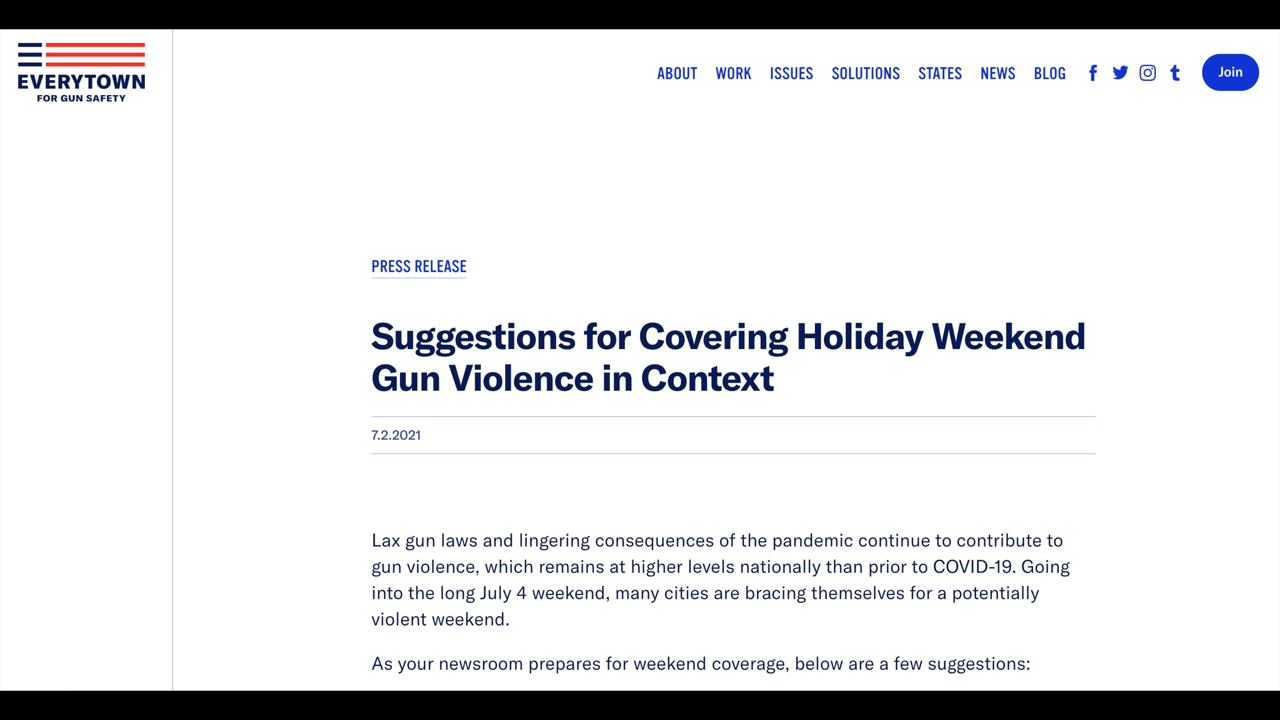 EVERYTOWN
FOR GUN SAFETY
ABOUT WORK ISSUES SOLUTIONS STATES NEWS BLOG Join
PRESS RELEASE
Suggestions for Covering Holiday Weekend
Gun Violence in Context
7.2.2021
Lax gun laws and lingering consequences of the pandemic continue to contribute to
gun violence, which remains at higher levels nationally than prior to COVID-19. Going
into the long July 4 weekend, many cities are bracing themselves for a potentially
violent weekend.
As your newsroom prepares for weekend coverage, below are a few suggestions: